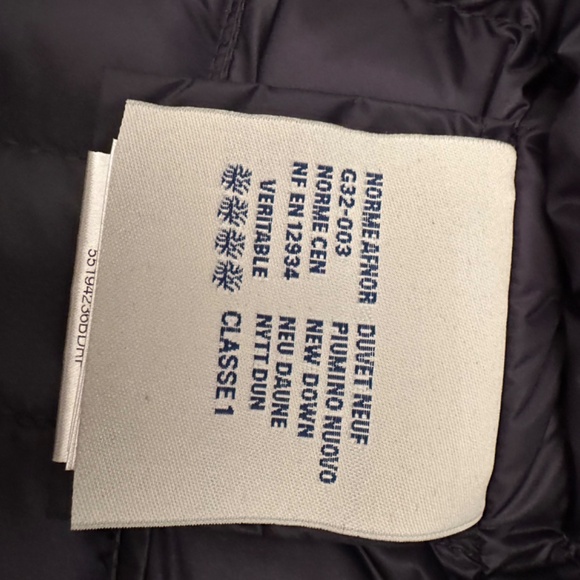 NORME AFNOR DUVET NEUF
G32-003 PIUMINO NUOVO
NORME CEN NEW DOWN
NF EN 12934 NEU DAUNE
VERITABLE NYTT DUN
CLASSE 1